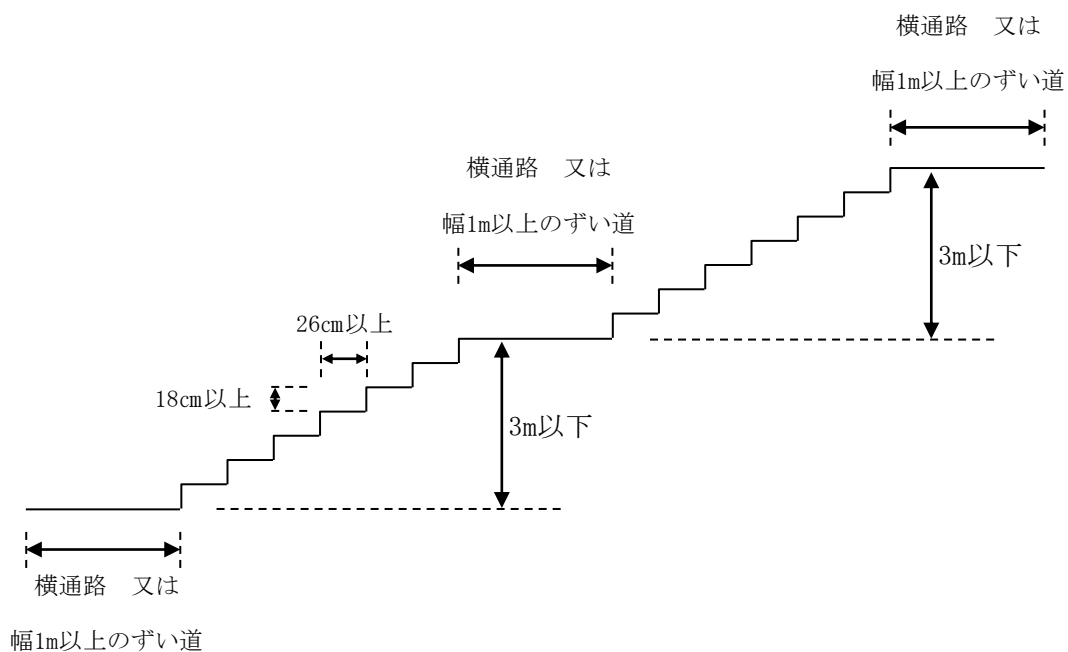 横通路　又は
幅1m以上のずい道
横通路　又は
幅1m以上のずい道
3m以下
26cm以上
18cm以上
3m以下
横通路　又は
幅1m以上のずい道